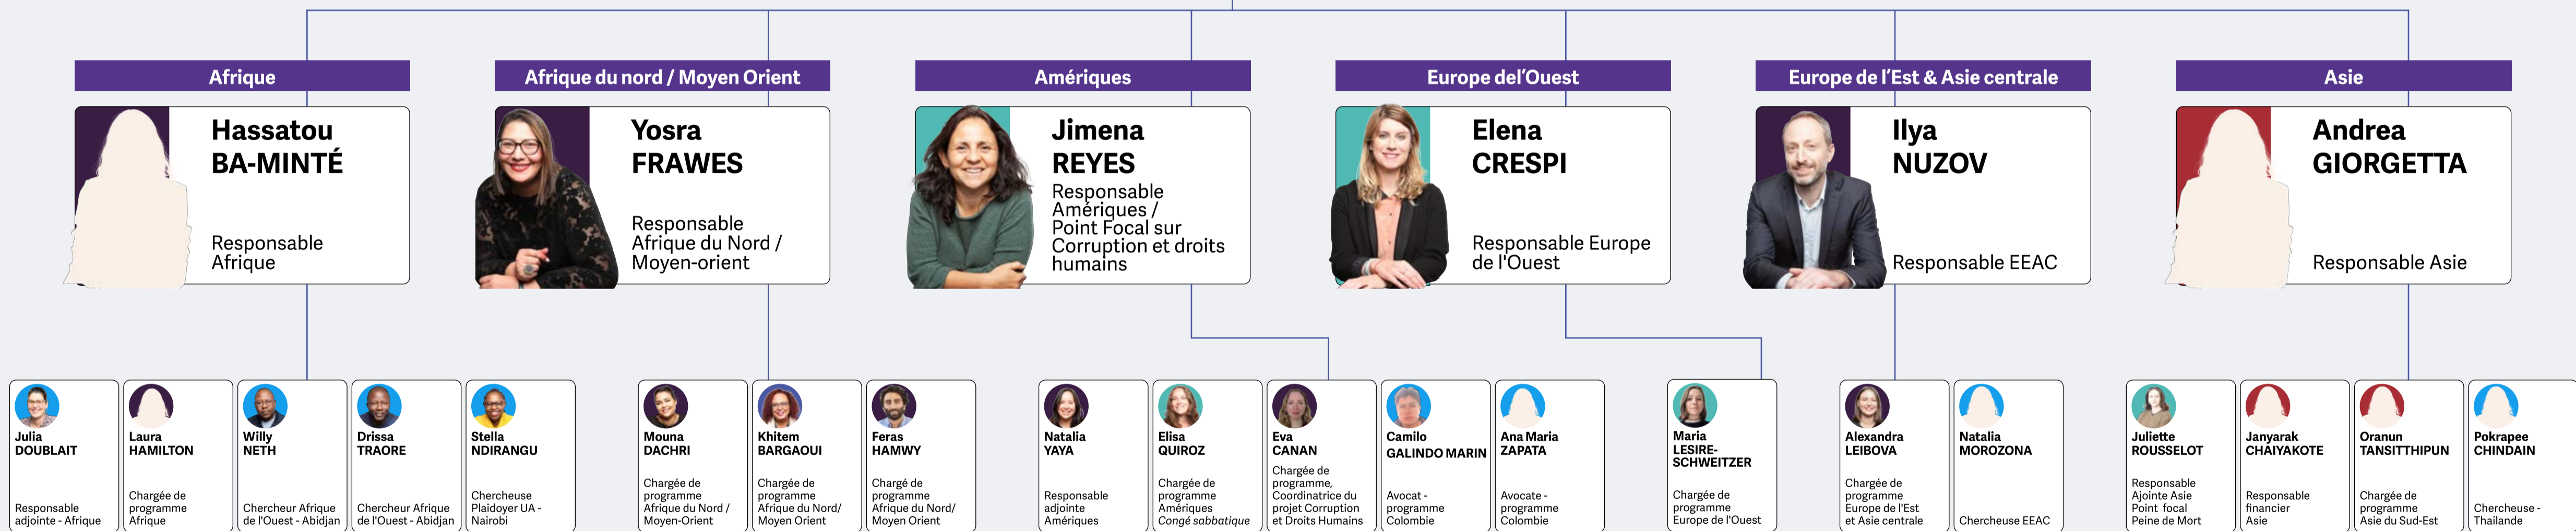 Afrique
Hassatou
BA-MINTÉ
Responsable
Afrique
Afrique du nord / Moyen Orient
Yosra
FRAWES
Responsable
Afrique du Nord /
Moyen-orient
Amériques
Jimena
REYES
Responsable
Amériques /
Point Focal sur
Corruption et droits
humains
Europe del'Ouest
Elena
CRESPI
Responsable Europe
de l'Ouest
Europe de l'Est & Asie centrale
Ilya
NUZOV
Responsable EEAC
Asie
Andrea
GIORGETTA
Responsable Asie
Julia
DOUBLAIT
Responsable
adjointe - Afrique
Laura
HAMILTON
Chargée de
programme
Afrique
Willy
NETH
Chercheur Afrique
de l'Ouest - Abidjan
Drissa
TRAORE
Chercheur Afrique
de l'Ouest - Abidjan
Stella
NDIRANGU
Chercheuse
Plaidoyer UA -
Nairobi
Mouna
DACHRI
Chargée de
programme
Afrique du Nord /
Moyen-Orient
Khitem
BARGAOUI
Chargée de
programme
Afrique du Nord/
Moyen Orient
Feras
HAMWY
Chargé de
programme
Afrique du Nord/
Moyen Orient
Natalia
YAYA
Responsable
adjointe
Amériques
Elisa
QUIROZ
Chargée de
programme
Amériques
Congé sabbatique
Eva
CANAN
Chargée de
programme,
Coordinatrice du
projet Corruption
et Droits Humains
Camilo
GALINDO MARIN
Avocat -
programme
Colombie
Ana Maria
ZAPATA
Avocate -
programme
Colombie
Maria
LESIRE-
SCHWEITZER
Chargée de
programme
Europe de l'Ouest
Alexandra
LEIBOVA
Chargée de
programme
Europe de l'Est
et Asie centrale
Natalia
MOROZONA
Chercheuse EEAC
Juliette
ROUSSELOT
Responsable
Ajointe Asie
Point focal
Peine de Mort
Janyarak
CHAIYAKOTE
Responsable
financier
Asie
Oranun
TANSITTHIPUN
Chargée de
programme
Asie du Sud-Est
Pokrapee
CHINDAIN
Chercheuse -
Thaïlande